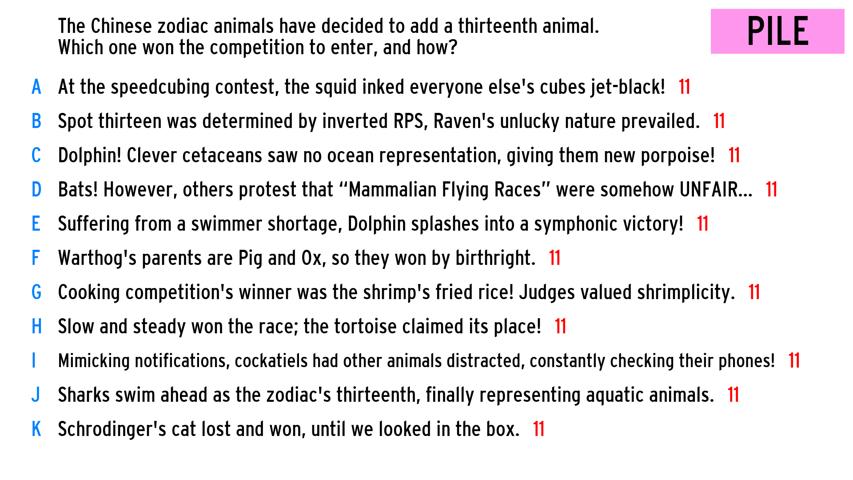 The Chinese zodiac animals have decided to add a thirteenth animal.
Which one won the competition to enter, and how?
PILE
A At the speedcubing contest, the squid inked everyone else's cubes jet-black! 11
B Spot thirteen was determined by inverted RPS, Raven's unlucky nature prevailed. 11
C Dolphin! Clever cetaceans saw no ocean representation, giving them new porpoise! 11
D Bats! However, others protest that “Mammalian Flying Races” were somehow UNFAIR... 11
E Suffering from a swimmer shortage, Dolphin splashes into a symphonic victory! 11
F Warthog's parents are Pig and Ox, so they won by birthright. 11
G Cooking competition's winner was the shrimp's fried rice! Judges valued shrimplicity. 11
H Slow and steady won the race; the tortoise claimed its place! 11
I Mimicking notifications, cockatiels had other animals distracted, constantly checking their phones! 11
J Sharks swim ahead as the zodiac's thirteenth, finally representing aquatic animals. 11
K Schrodinger's cat lost and won, until we looked in the box. 11